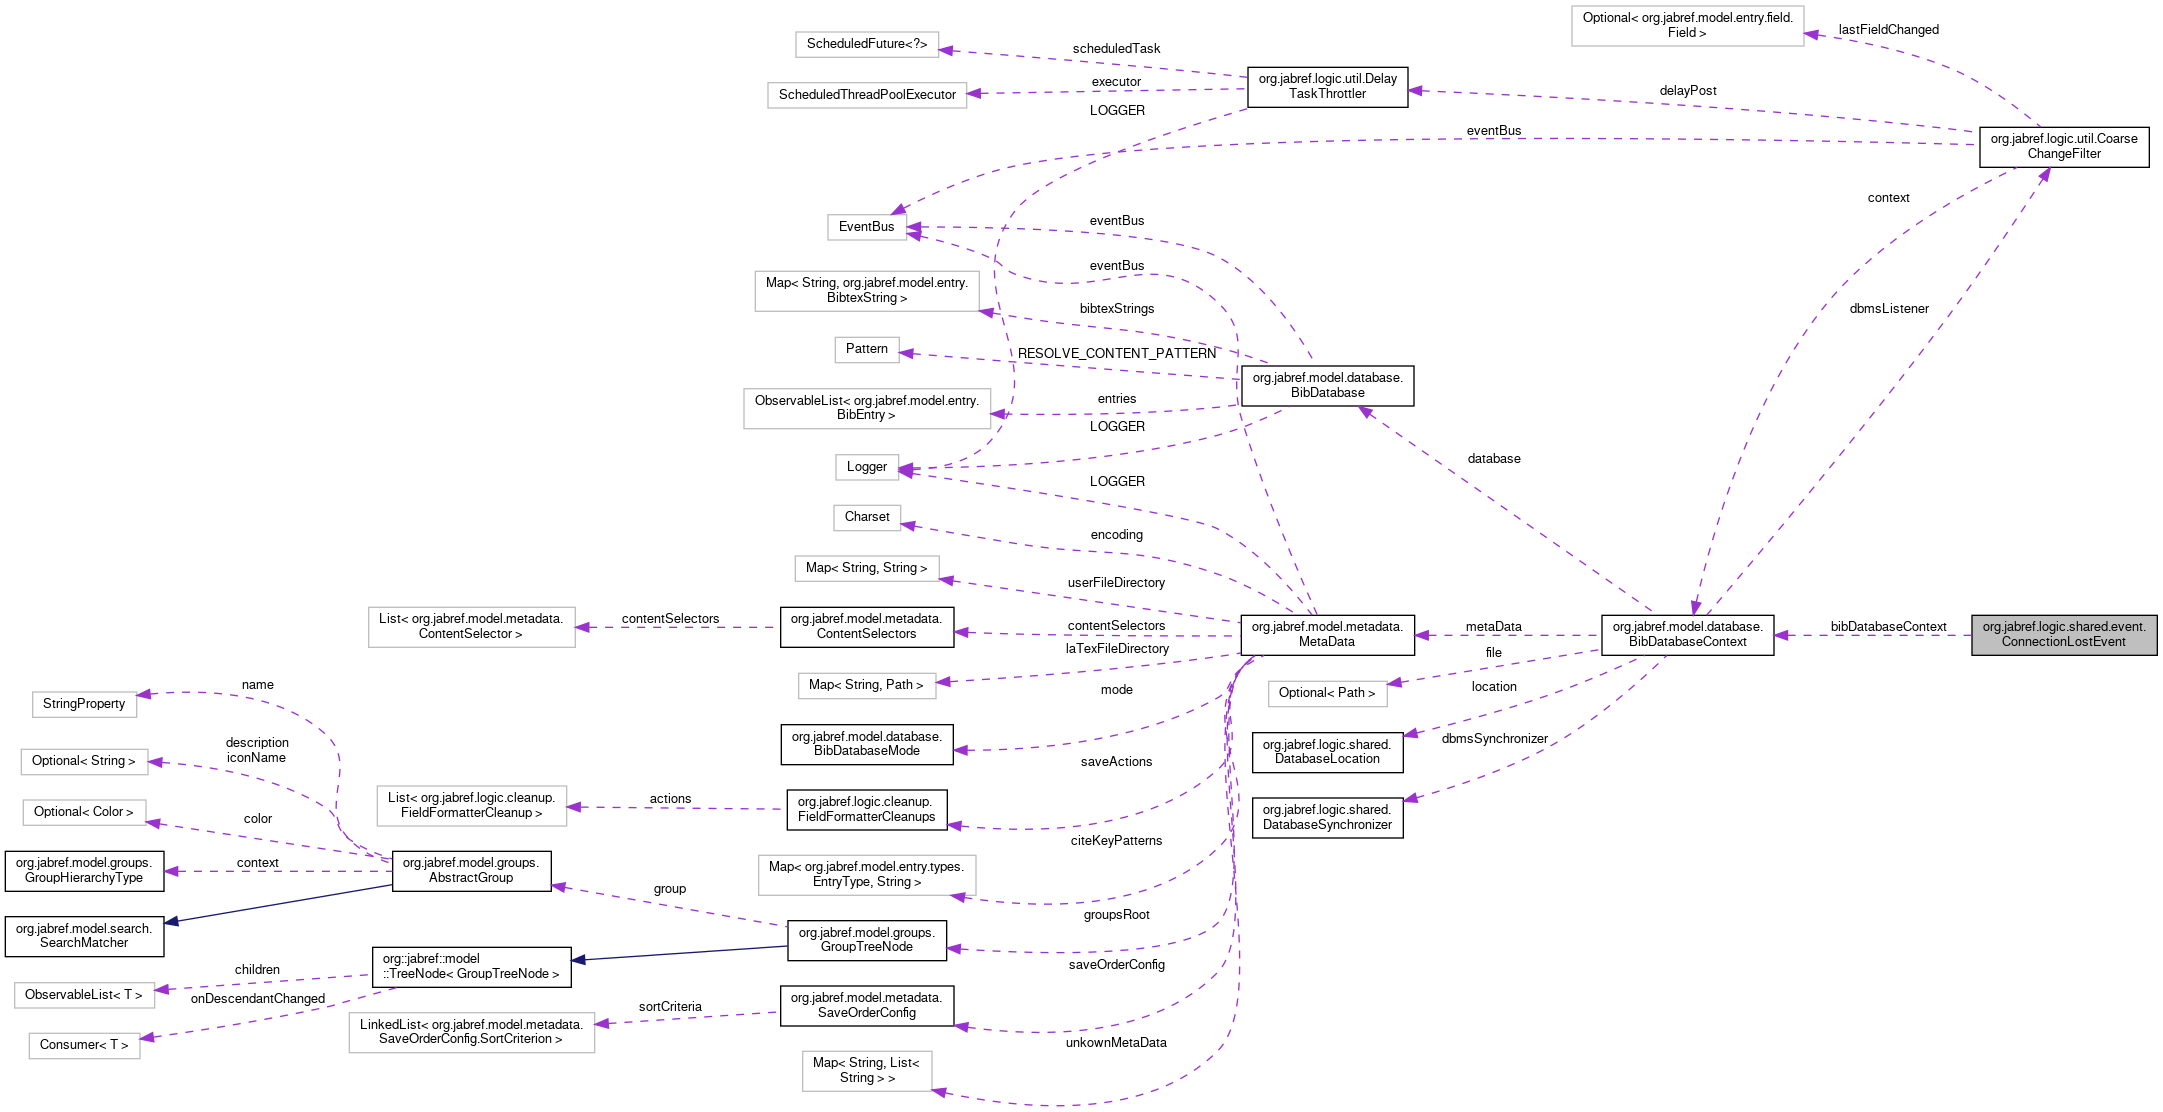 Optional< org.jabref.model.entry.field.
Field >
lastFieldChanged
ScheduledFuture<?>
scheduledTask
org.jabref.logic.util.Delay
TaskThrottler
executor
ScheduledThreadPoolExecutor
delayPost
LOGGER
eventBus
org.jabref.logic.util.Coarse
ChangeFilter
context
EventBus
eventBus
eventBus
Map< String, org.jabref.model.entry.
BibtexString >
bibtexStrings
dbmsListener
Pattern
RESOLVE_CONTENT_PATTERN
org.jabref.model.database.
BibDatabase
ObservableList< org.jabref.model.entry.
BibEntry >
entries
LOGGER
Logger
database
LOGGER
Charset
encoding
Map< String, String >
userFileDirectory
List< org.jabref.model.metadata.
ContentSelector >
contentSelectors
org.jabref.model.metadata.
ContentSelectors
contentSelectors
org.jabref.model.metadata.
MetaData
metaData
org.jabref.model.database.
BibDatabaseContext
bibDatabaseContext
org.jabref.logic.shared.event.
ConnectionLostEvent
laTexFileDirectory
file
Map< String, Path >
mode
Optional< Path >
location
name
StringProperty
org.jabref.model.database.
BibDatabaseMode
org.jabref.logic.shared.
DatabaseLocation
dbmsSynchronizer
description
iconName
Optional< String >
saveActions
Optional< Color >
color
List< org.jabref.logic.cleanup.
FieldFormatterCleanup >
actions
org.jabref.logic.cleanup.
FieldFormatterCleanups
org.jabref.logic.shared.
DatabaseSynchronizer
citeKeyPatterns
org.jabref.model.groups.
GroupHierarchyType
context
org.jabref.model.groups.
AbstractGroup
Map< org.jabref.model.entry.types.
EntryType, String >
group
groupsRoot
org.jabref.model.search.
SearchMatcher
org.jabref.model.groups.
GroupTreeNode
org::jabref::model
::TreeNode< GroupTreeNode >
children
saveOrderConfig
ObservableList< T >
onDescendantChanged
sortCriteria
org.jabref.model.metadata.
SaveOrderConfig
LinkedList< org.jabref.model.metadata.
SaveOrderConfig.SortCriterion >
Consumer< T >
unkownMetaData
Map< String, List<
String > >